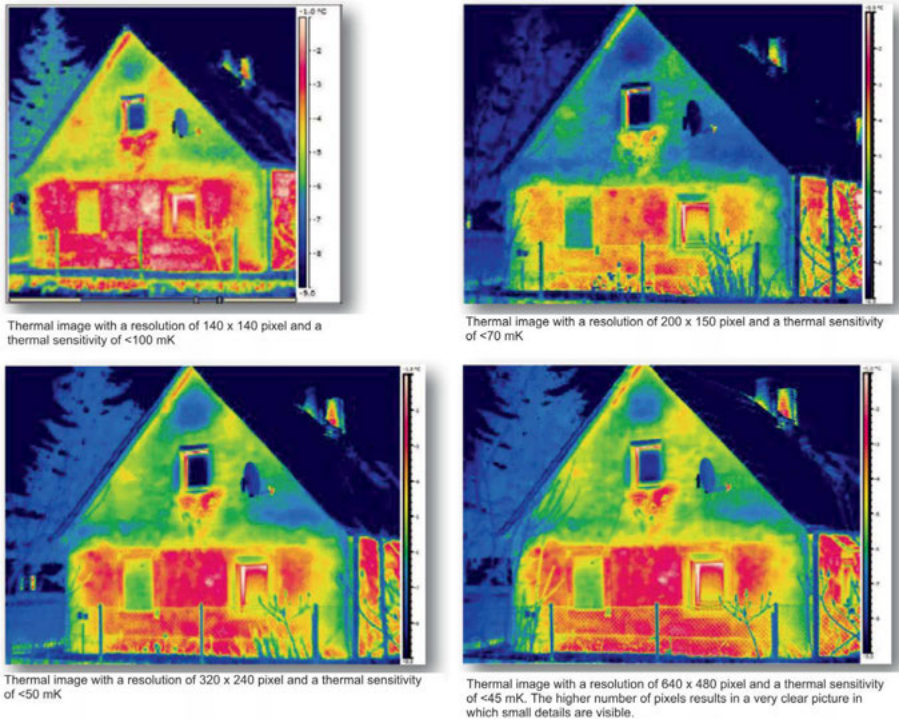 -1.0 °C
-2
-3
-4
-5
-6
-7
-8
-9.0
Thermal image with a resolution of 140 x 140 pixel and a
thermal sensitivity of <100 mK
Thermal image with a resolution of 200 x 150 pixel and a thermal sensitivity
of <70 mK
Thermal image with a resolution of 320 x 240 pixel and a thermal sensitivity
of <50 mK
Thermal image with a resolution of 640 x 480 pixel and a thermal sensitivity
of <45 mK. The higher number of pixels results in a very clear picture in
which small details are visible.